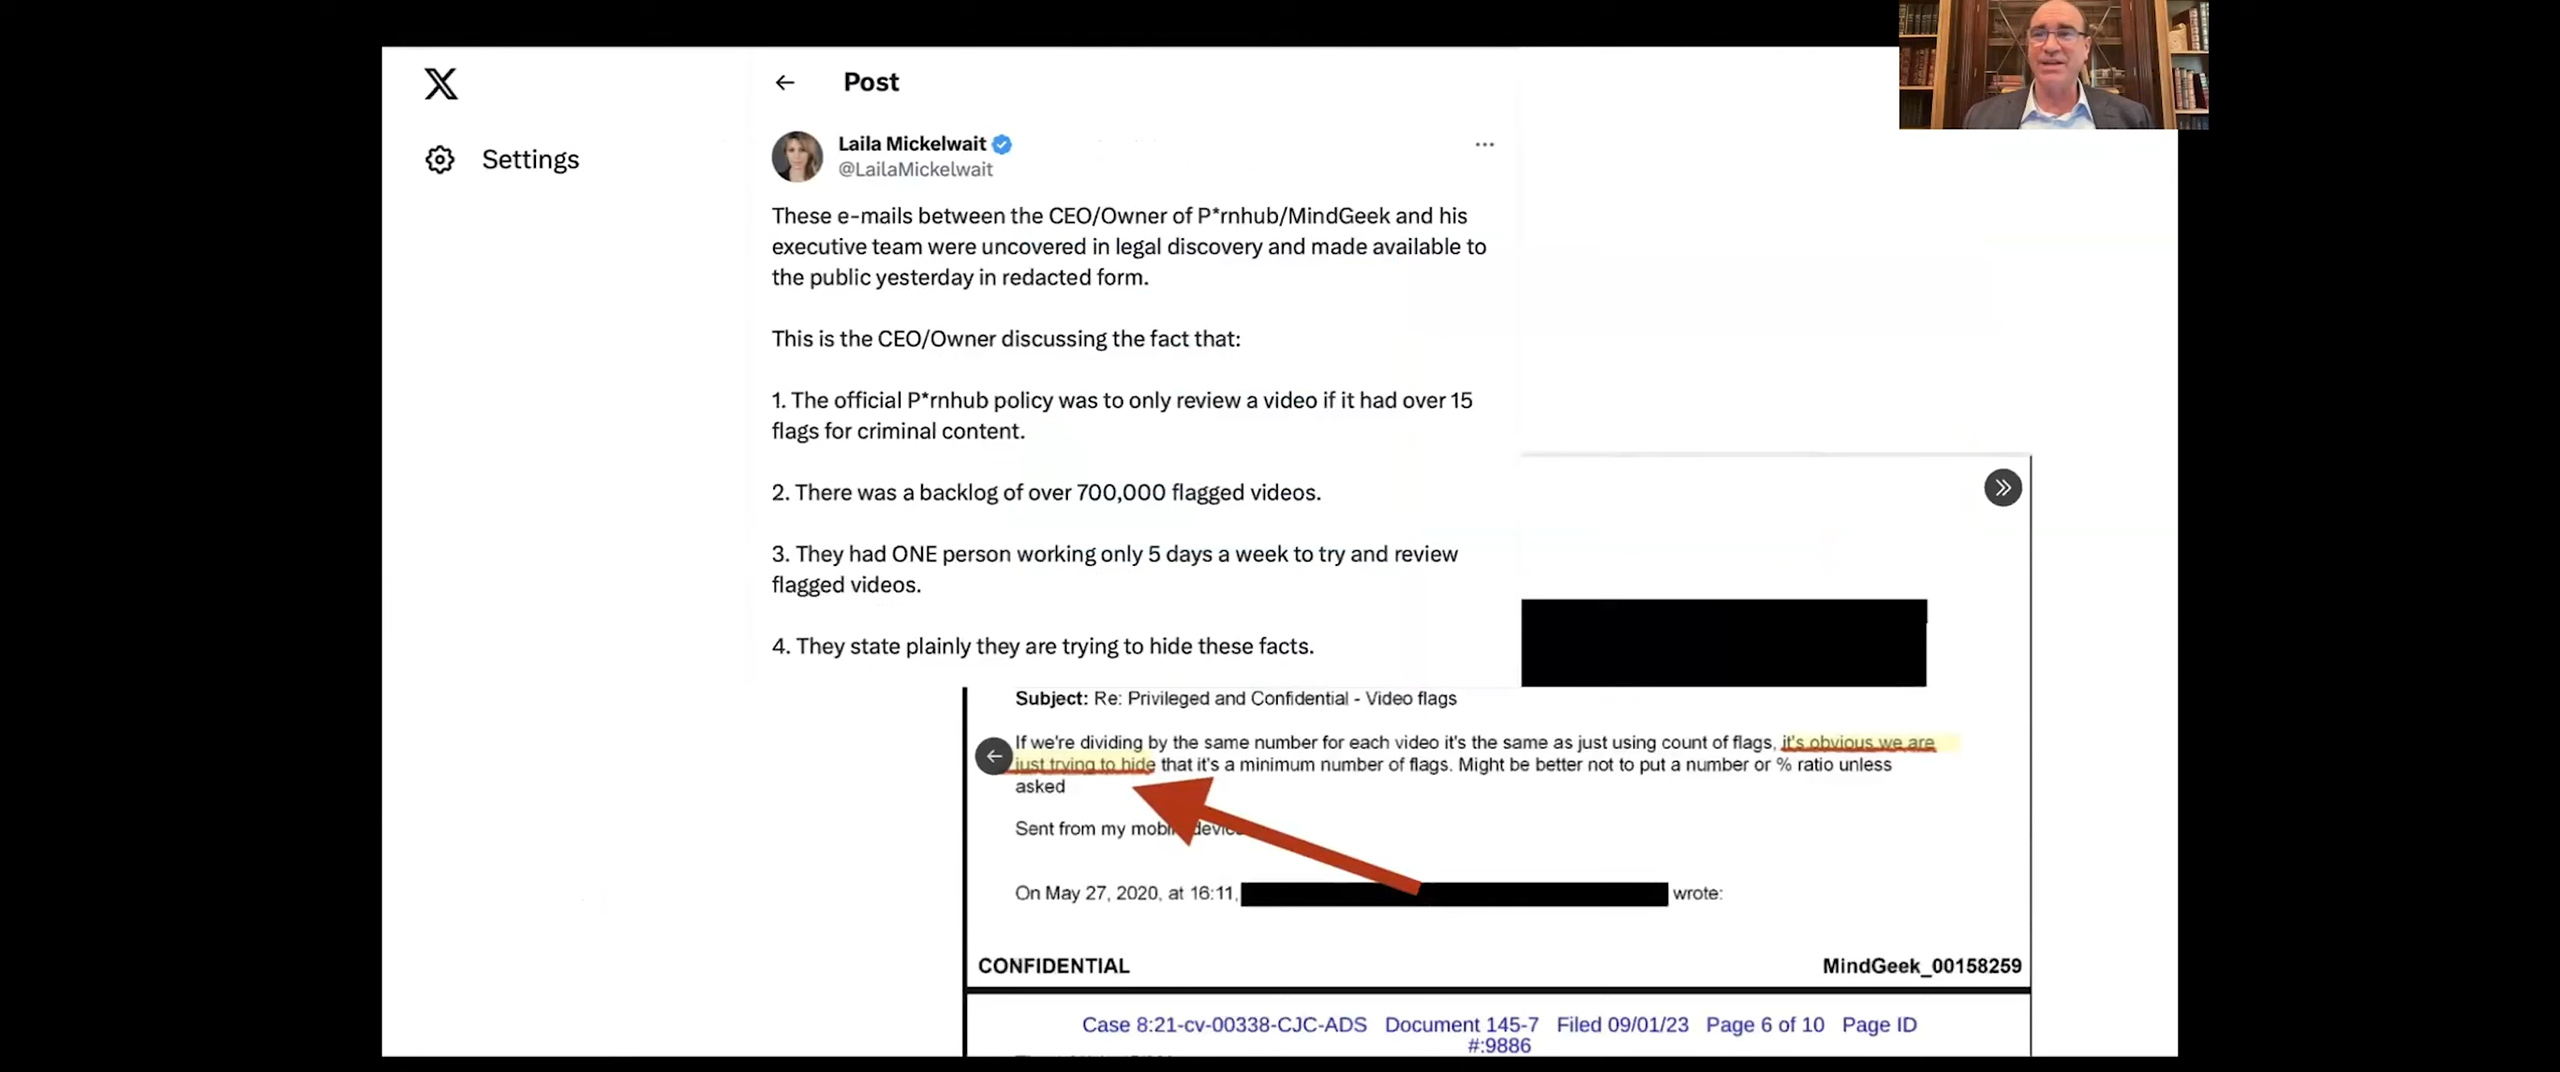 Post
Settings
Laila Mickelwait
@LailaMickelwait
These e-mails between the CEO/Owner of P*rnhub/MindGeek and his
executive team were uncovered in legal discovery and made available to
the public yesterday in redacted form.
This is the CEO/Owner discussing the fact that:
1. The official P*rnhub policy was to only review a video if it had over 15
flags for criminal content.
2. There was a backlog of over 700,000 flagged videos.
3. They had ONE person working only 5 days a week to try and review
flagged videos.
4. They state plainly they are trying to hide these facts.
Subject: Re: Privileged and Confidential - Video flags
If we're dividing by the same number for each video it's the same as just using count of flags, it's obvious we are
just trying to hide that it's a minimum number of flags. Might be better not to put a number or % ratio unless
asked
Sent from my mobile device
On May 27, 2020, at 16:11, wrote:
CONFIDENTIAL MindGeek_00158259
Case 8:21-cv-00338-CJC-ADS Document 145-7 Filed 09/01/23 Page 6 of 10 Page ID
#:9886